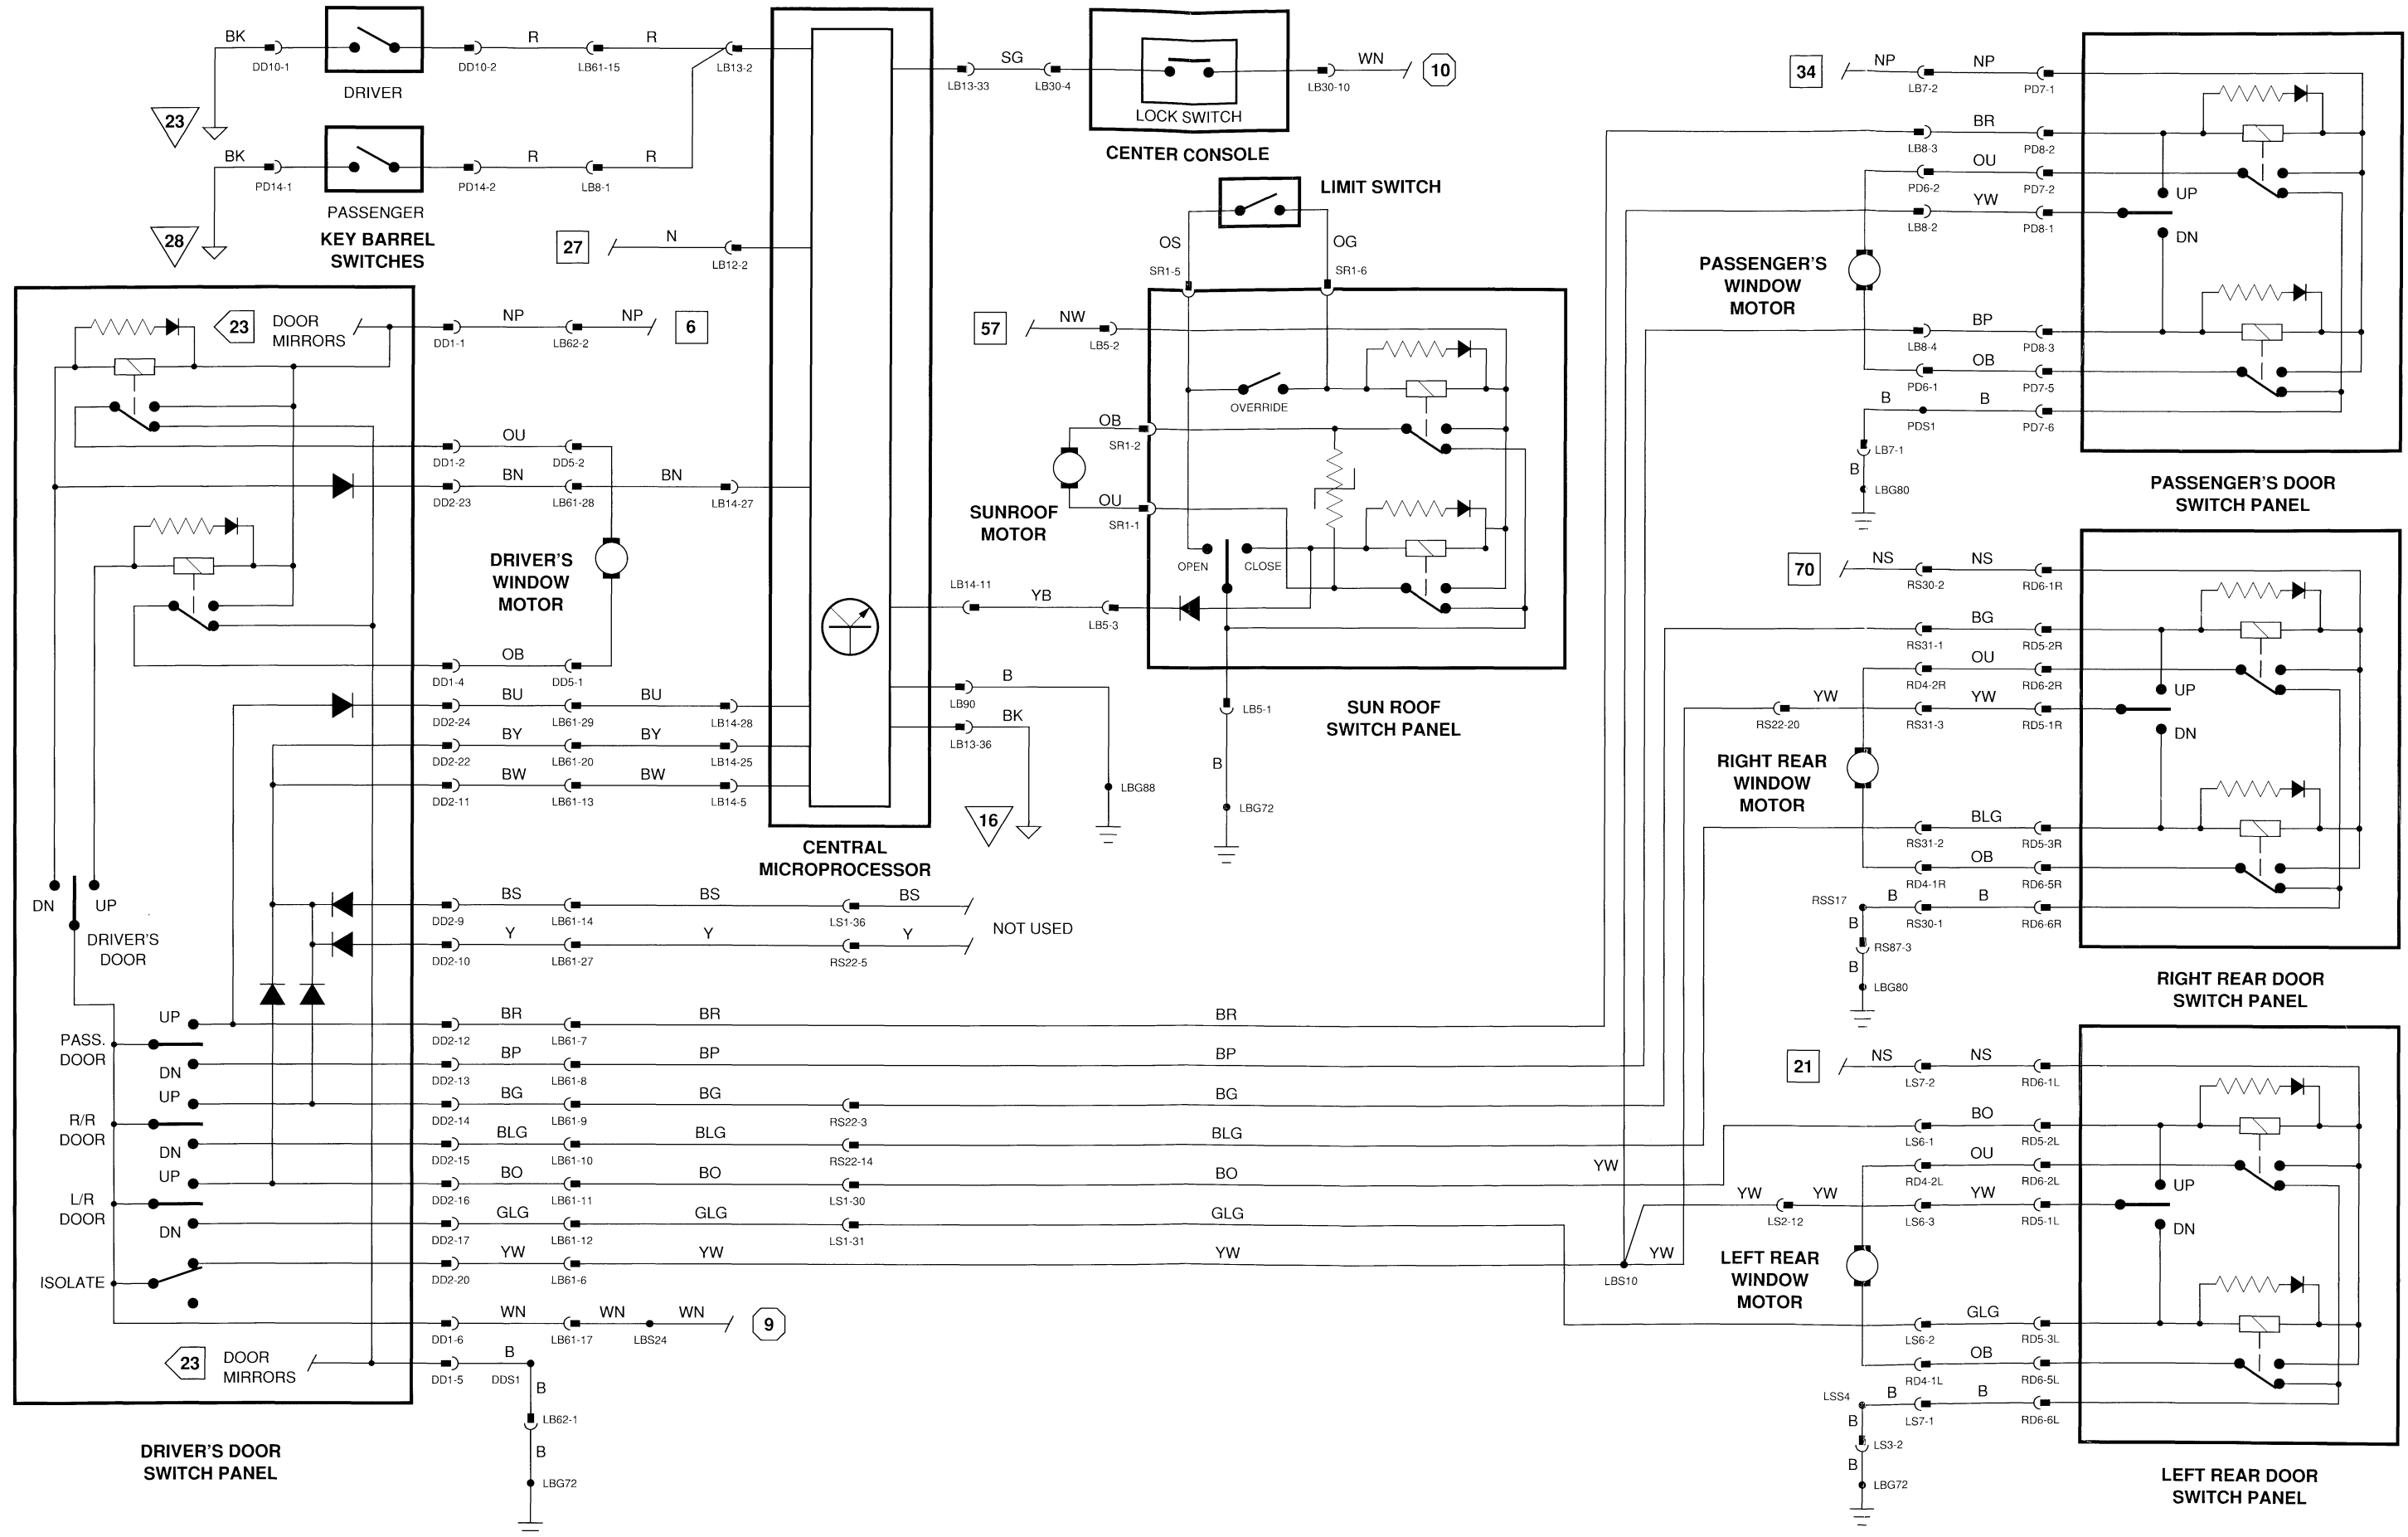 BK
DD10-1
DRIVER
DD10-2
R
LB61-15
R
LB13-2
23
BK
PD14-1
PASSENGER
PD14-2
R
LB8-1
R
28
KEY BARREL
SWITCHES
27
N
LB12-2
LB13-33
SG
LB30-4
LOCK SWITCH
LB30-10
WN
10
CENTER CONSOLE
LIMIT SWITCH
OS
OG
SR1-5
SR1-6
57
NW
LB5-2
OVERRIDE
OB
SR1-2
OU
SR1-1
SUNROOF
MOTOR
OPEN
CLOSE
LB14-11
YB
LB5-3
LB5-1
B
LBG72
SUN ROOF
SWITCH PANEL
B
LB90
BK
LB13-36
LBG88
16
CENTRAL
MICROPROCESSOR
23
DOOR
MIRRORS
DD1-1
NP
LB62-2
NP
6
DD1-2
OU
DD5-2
DD2-23
BN
LB61-28
BN
LB14-27
DRIVER'S
WINDOW
MOTOR
DD1-4
OB
DD5-1
DD2-24
BU
LB61-29
BU
LB14-28
DD2-22
BY
LB61-20
BY
LB14-25
DD2-11
BW
LB61-13
BW
LB14-5
DN
UP
DRIVER'S
DOOR
DD2-9
BS
LB61-14
BS
LS1-36
BS
DD2-10
Y
LB61-27
Y
RS22-5
Y
NOT USED
PASS.
DOOR
UP
DN
DD2-12
BR
LB61-7
BR
BR
DD2-13
BP
LB61-8
BP
BP
R/R
DOOR
UP
DN
DD2-14
BG
LB61-9
BG
RS22-3
BG
DD2-15
BLG
LB61-10
BLG
RS22-14
BLG
L/R
DOOR
UP
DN
DD2-16
BO
LB61-11
BO
LS1-30
BO
DD2-17
GLG
LB61-12
GLG
LS1-31
GLG
ISOLATE
DD2-20
YW
LB61-6
YW
YW
YW
LBS10
YW
DD1-6
WN
LB61-17
WN
LBS24
WN
9
23
DOOR
MIRRORS
DD1-5
B
DDS1
B
LB62-1
B
LBG72
DRIVER'S DOOR
SWITCH PANEL
34
NP
LB7-2
NP
PD7-1
LB8-3
BR
PD8-2
PD6-2
OU
PD7-2
LB8-2
YW
PD8-1
UP
DN
PASSENGER'S
WINDOW
MOTOR
LB8-4
BP
PD8-3
PD6-1
OB
PD7-5
B
PDS1
B
PD7-6
LB7-1
B
LBG80
PASSENGER'S DOOR
SWITCH PANEL
70
NS
RS30-2
NS
RD6-1R
RS31-1
BG
RD5-2R
RD4-2R
OU
RD6-2R
RS22-20
YW
RS31-3
YW
RD5-1R
UP
DN
RIGHT REAR
WINDOW
MOTOR
RS31-2
BLG
RD5-3R
RD4-1R
OB
RD6-5R
RSS17
B
RS30-1
B
RD6-6R
B
RS87-3
B
LBG80
RIGHT REAR DOOR
SWITCH PANEL
21
NS
LS7-2
NS
RD6-1L
LS6-1
BO
RD5-2L
RD4-2L
OU
RD6-2L
YW
LS2-12
YW
LS6-3
YW
RD5-1L
UP
DN
LEFT REAR
WINDOW
MOTOR
LS6-2
GLG
RD5-3L
RD4-1L
OB
RD6-5L
LSS4
B
LS7-1
B
RD6-6L
B
LS3-2
B
LBG72
LEFT REAR DOOR
SWITCH PANEL